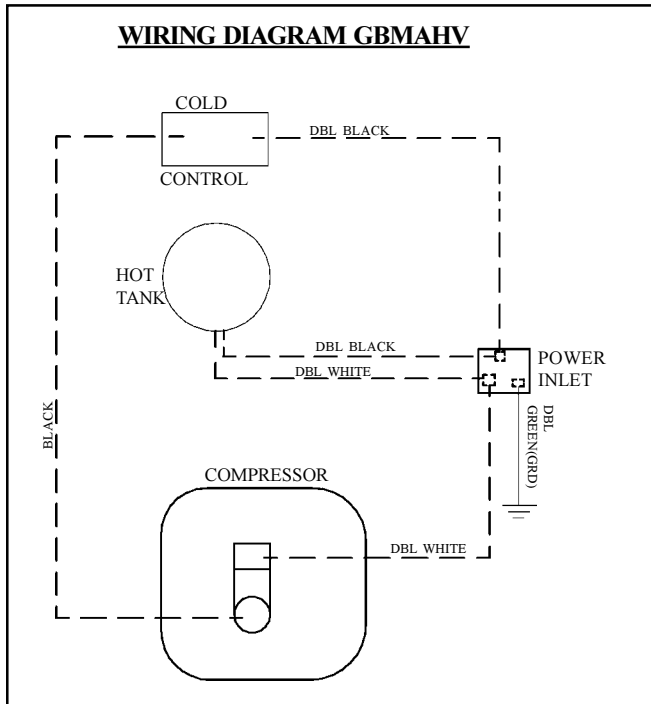 WIRING DIAGRAM GBMAHV
COLD
CONTROL
DBL BLACK
HOT
TANK
DBL BLACK
DBL WHITE
POWER
INLET
DBL
GREEN(GRD)
BLACK
COMPRESSOR
DBL WHITE